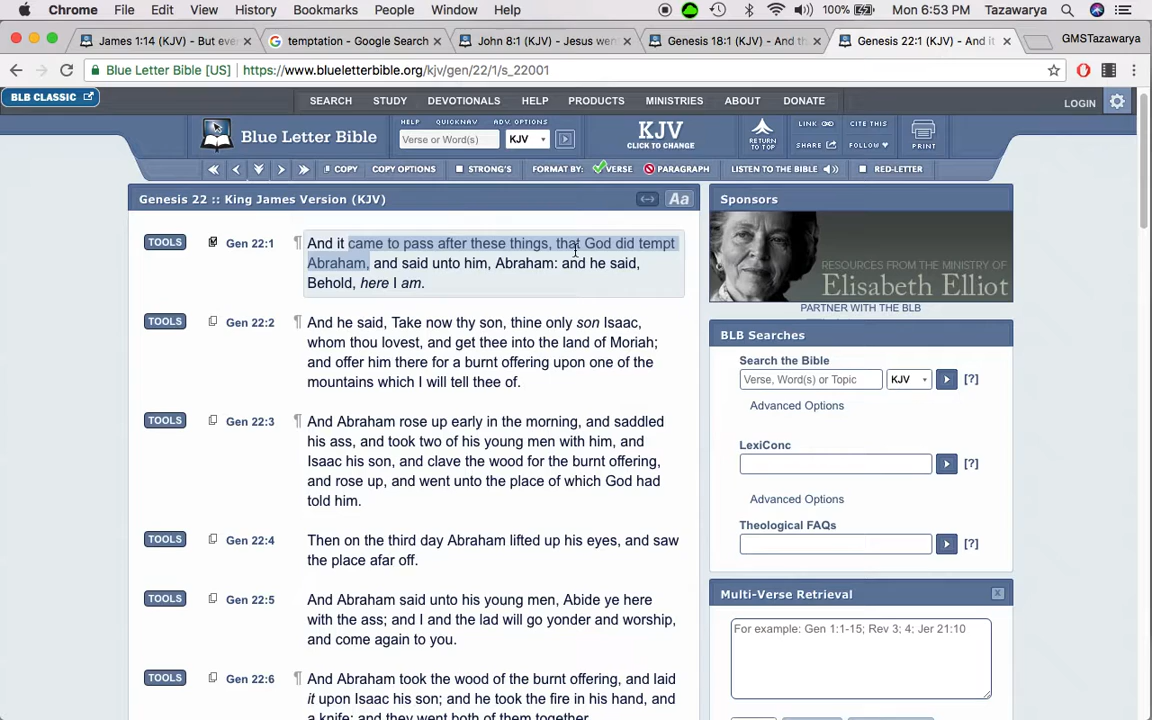 Chrome File Edit View History Bookmarks People Window Help 100% Mon 6:53 PM Tazawarya
James 1:14 (KJV) - But ever × temptation - Google Search × John 8:1 (KJV) - Jesus wen × Genesis 18:1 (KJV) - And th × Genesis 22:1 (KJV) - And it × GMSTazawarya
Blue Letter Bible [US] https://www.blueletterbible.org/kjv/gen/22/1/s_22001
BLB CLASSIC SEARCH STUDY DEVOTIONALS HELP PRODUCTS MINISTRIES ABOUT DONATE LOGIN
HELP QUICKNAV ADV. OPTIONS
Blue Letter Bible Verse or Word(s) KJV
KJV
CLICK TO CHANGE
RETURN
TO TOP
LINK CITE THIS
SHARE FOLLOW
PRINT
COPY COPY OPTIONS STRONG'S FORMAT BY: VERSE PARAGRAPH LISTEN TO THE BIBLE RED-LETTER
Genesis 22 :: King James Version (KJV) Aa
TOOLS Gen 22:1 ¶ And it came to pass after these things, that God did tempt
Abraham, and said unto him, Abraham: and he said,
Behold, here I am.
TOOLS Gen 22:2 ¶ And he said, Take now thy son, thine only son Isaac,
whom thou lovest, and get thee into the land of Moriah;
and offer him there for a burnt offering upon one of the
mountains which I will tell thee of.
TOOLS Gen 22:3 ¶ And Abraham rose up early in the morning, and saddled
his ass, and took two of his young men with him, and
Isaac his son, and clave the wood for the burnt offering,
and rose up, and went unto the place of which God had
told him.
TOOLS Gen 22:4 Then on the third day Abraham lifted up his eyes, and saw
the place afar off.
TOOLS Gen 22:5 And Abraham said unto his young men, Abide ye here
with the ass; and I and the lad will go yonder and worship,
and come again to you.
TOOLS Gen 22:6 ¶ And Abraham took the wood of the burnt offering, and laid
it upon Isaac his son; and he took the fire in his hand, and
a knife; and they went both of them together.
Sponsors
RESOURCES FROM THE MINISTRY OF
Elisabeth Elliot
PARTNER WITH THE BLB
BLB Searches
Search the Bible
Verse, Word(s) or Topic KJV [?]
Advanced Options
LexiConc
[?]
Advanced Options
Theological FAQs
[?]
Multi-Verse Retrieval x
For example: Gen 1:1-15; Rev 3; 4; Jer 21:10